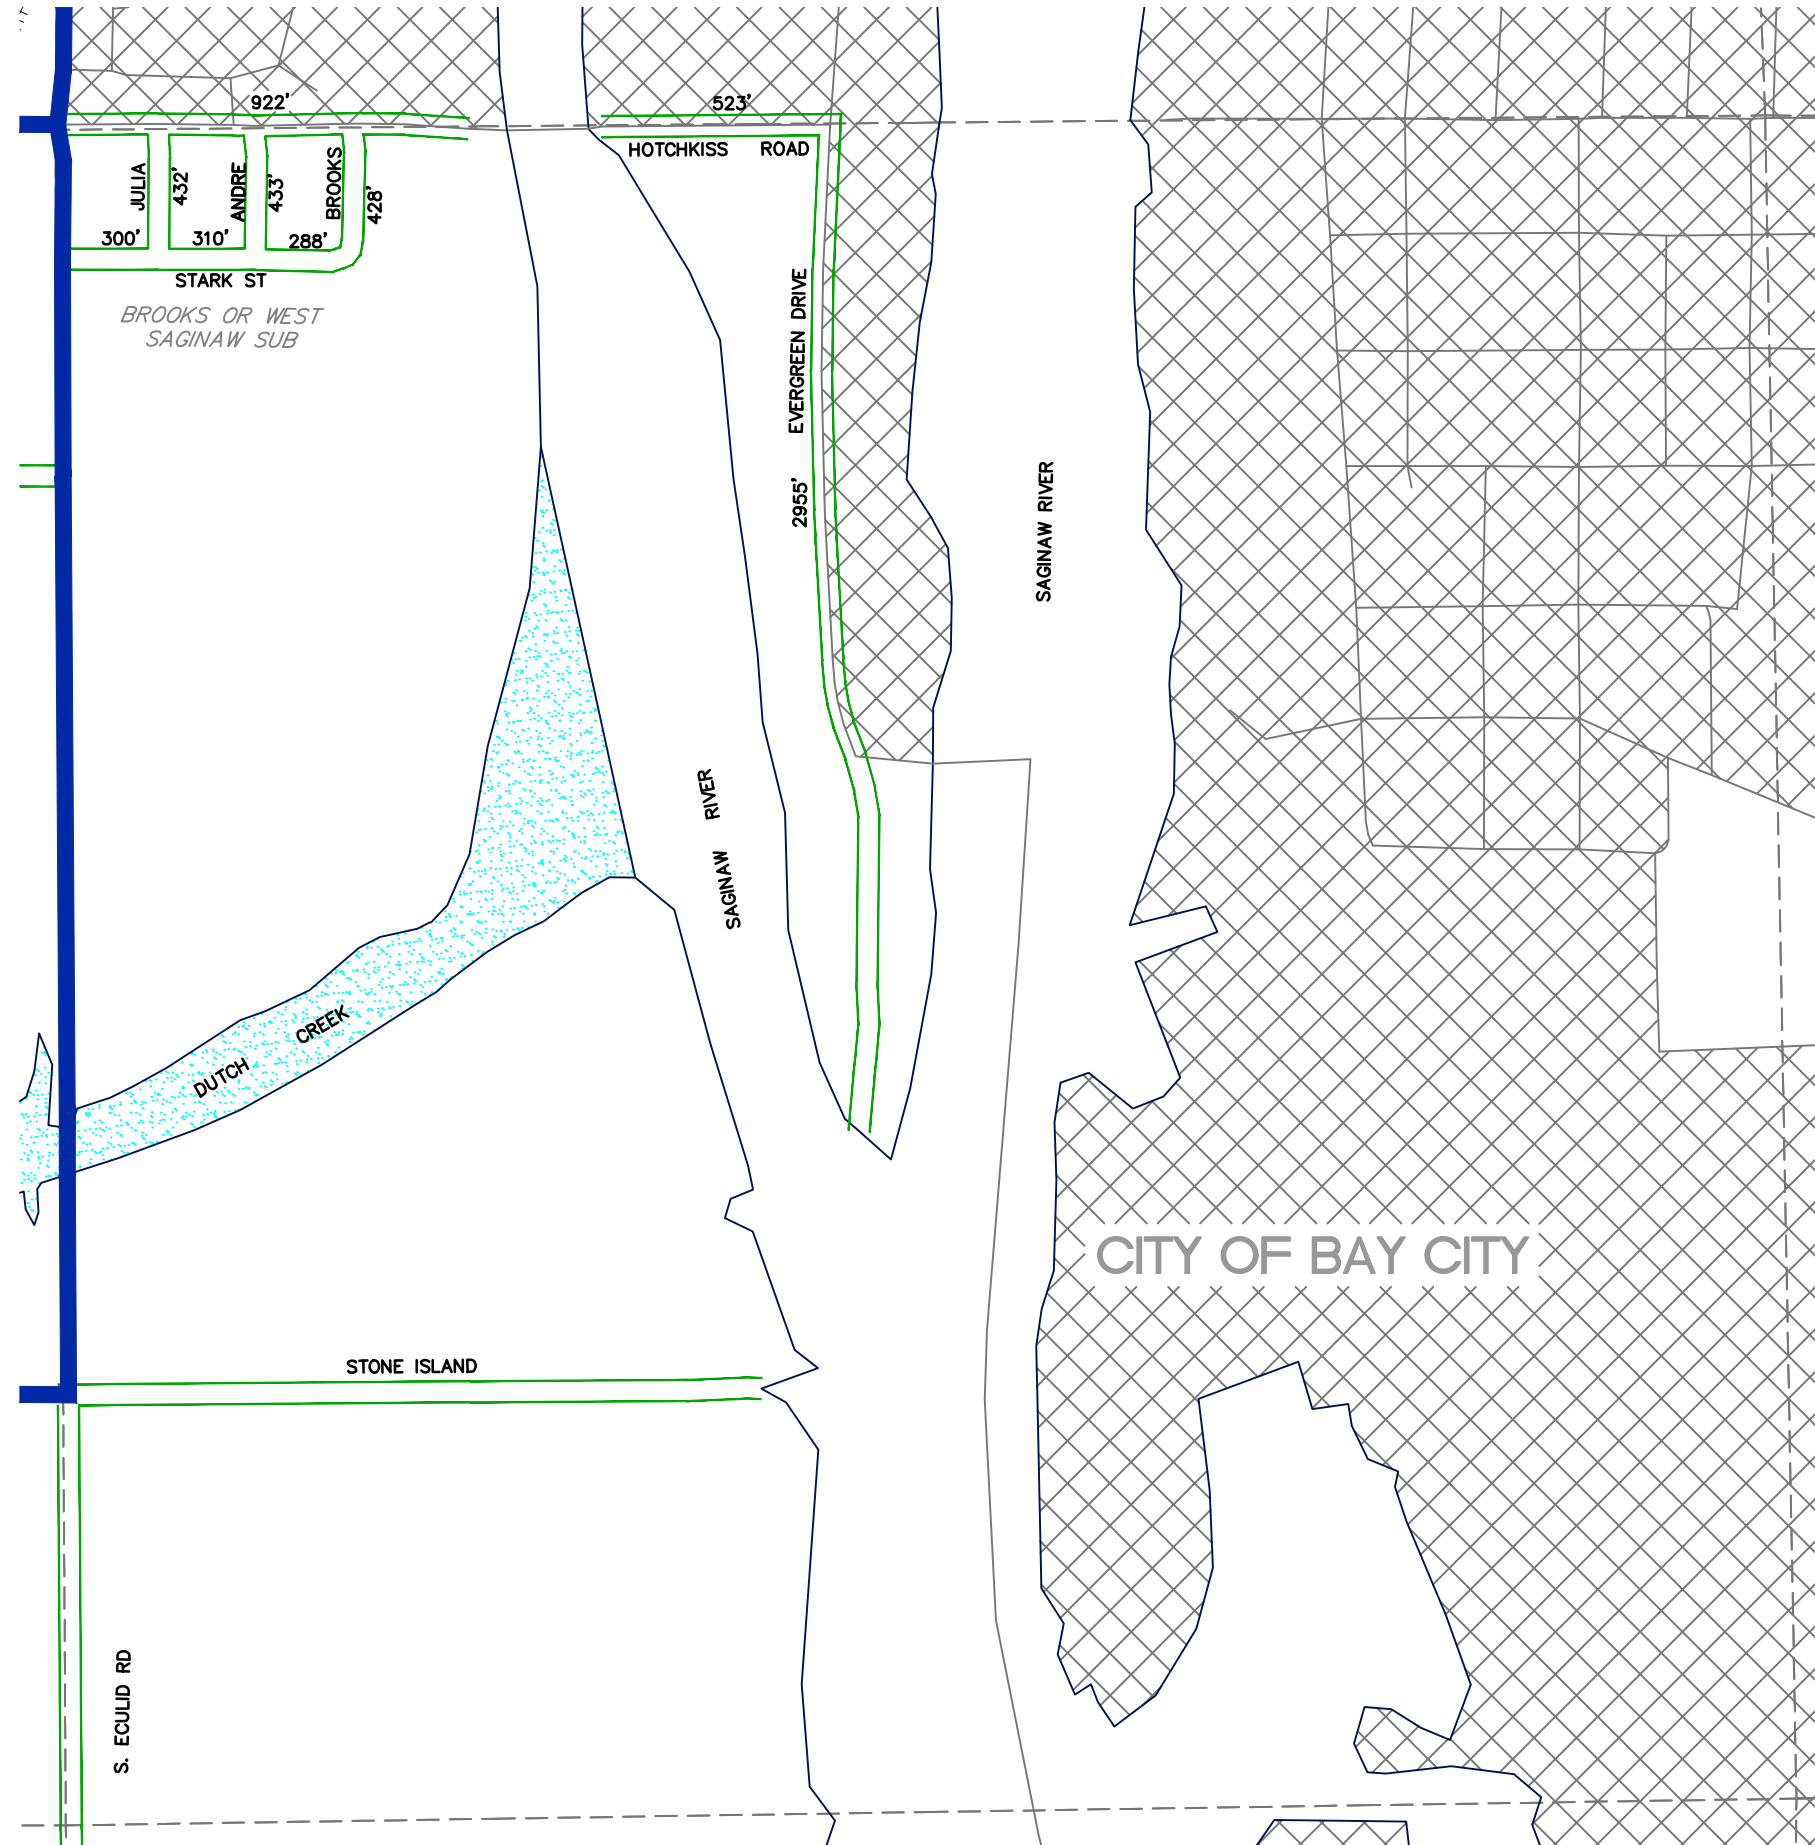 922'
523'
HOTCHKISS ROAD
JULIA
432'
ANDRE
433'
BROOKS
428'
300'
310'
288'
STARK ST
BROOKS OR WEST
SAGINAW SUB
EVERGREEN DRIVE
2955'
SAGINAW RIVER
SAGINAW RIVER
DUTCH CREEK
CITY OF BAY CITY
STONE ISLAND
S. ECULID RD